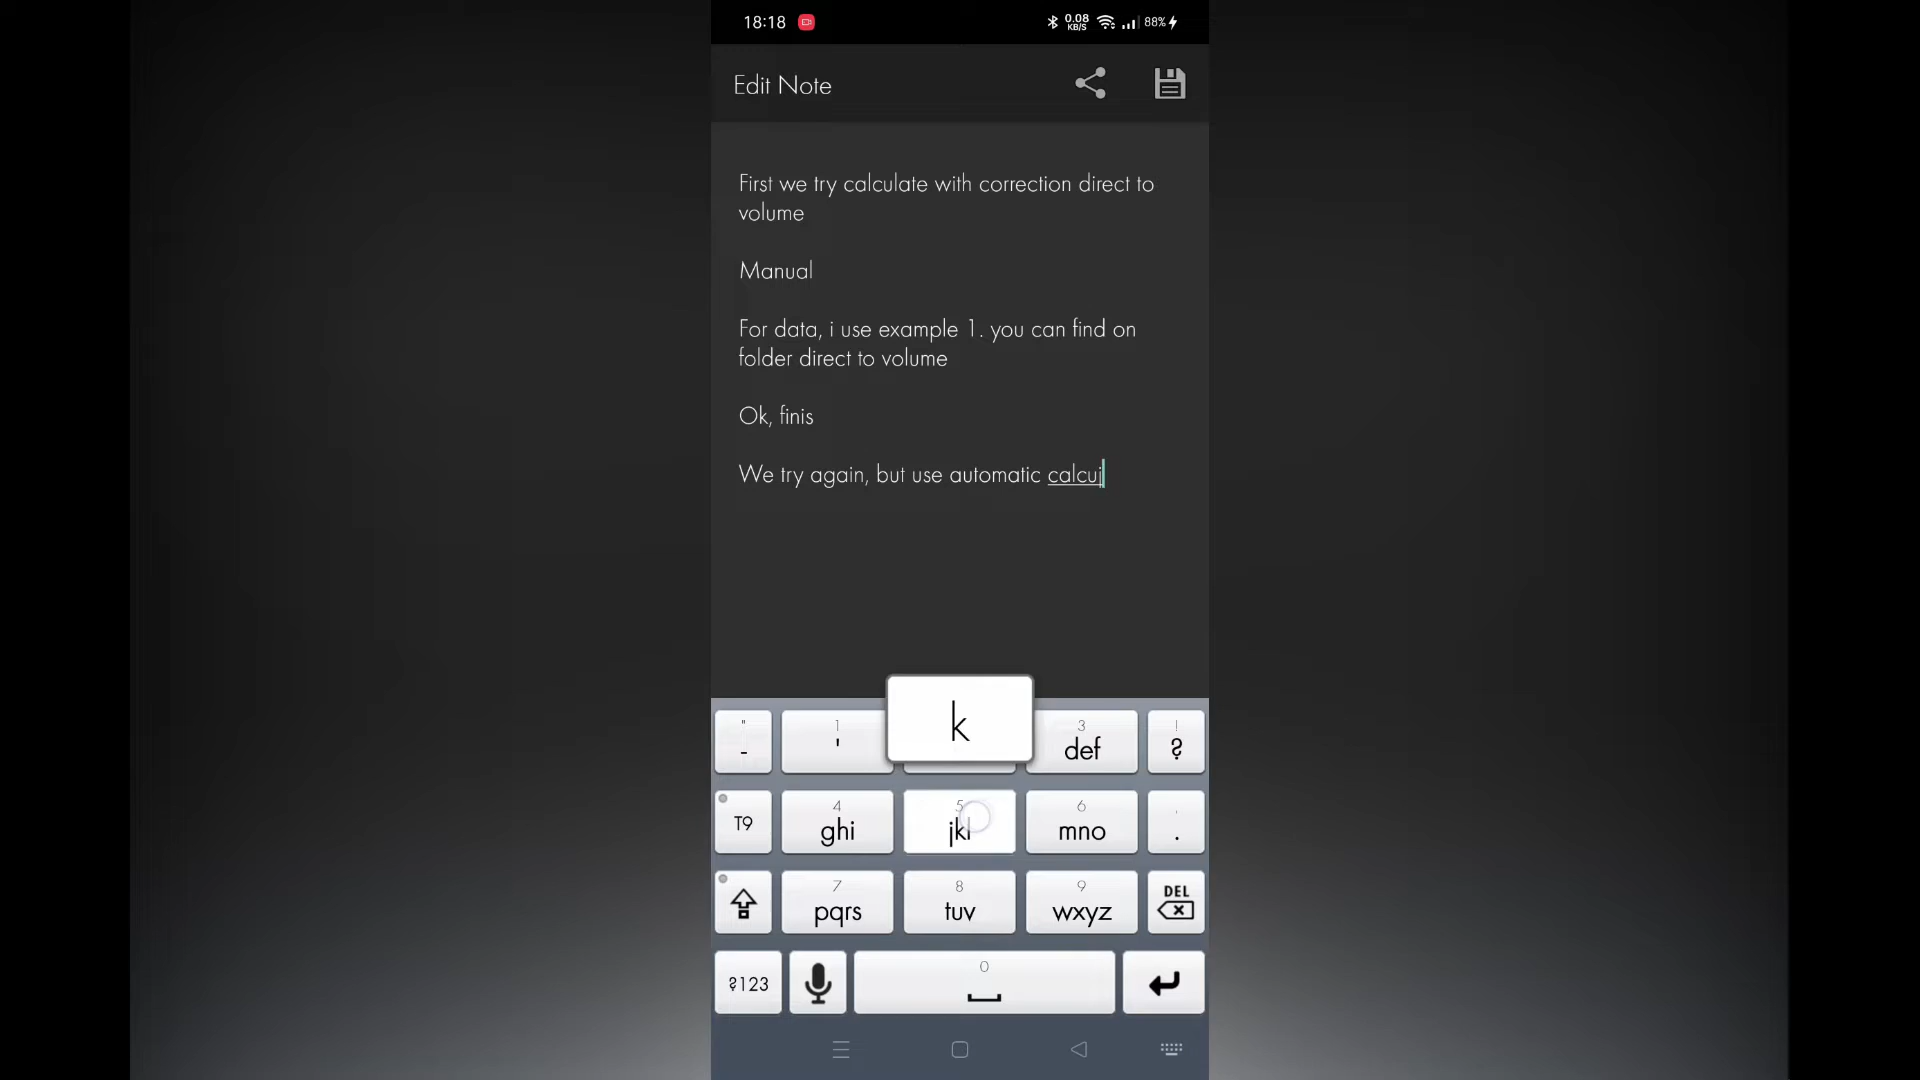 18:18 0.08 KB/S 88%
Edit Note
First we try calculate with correction direct to
volume
Manual
For data, i use example 1. you can find on
folder direct to volume
Ok, finis
We try again, but use automatic calcuj
k
" - 1 ' 3 def ! ?
T9 4 ghi 5 jkl 6 mno , .
7 pqrs 8 tuv 9 wxyz DEL
?123 0